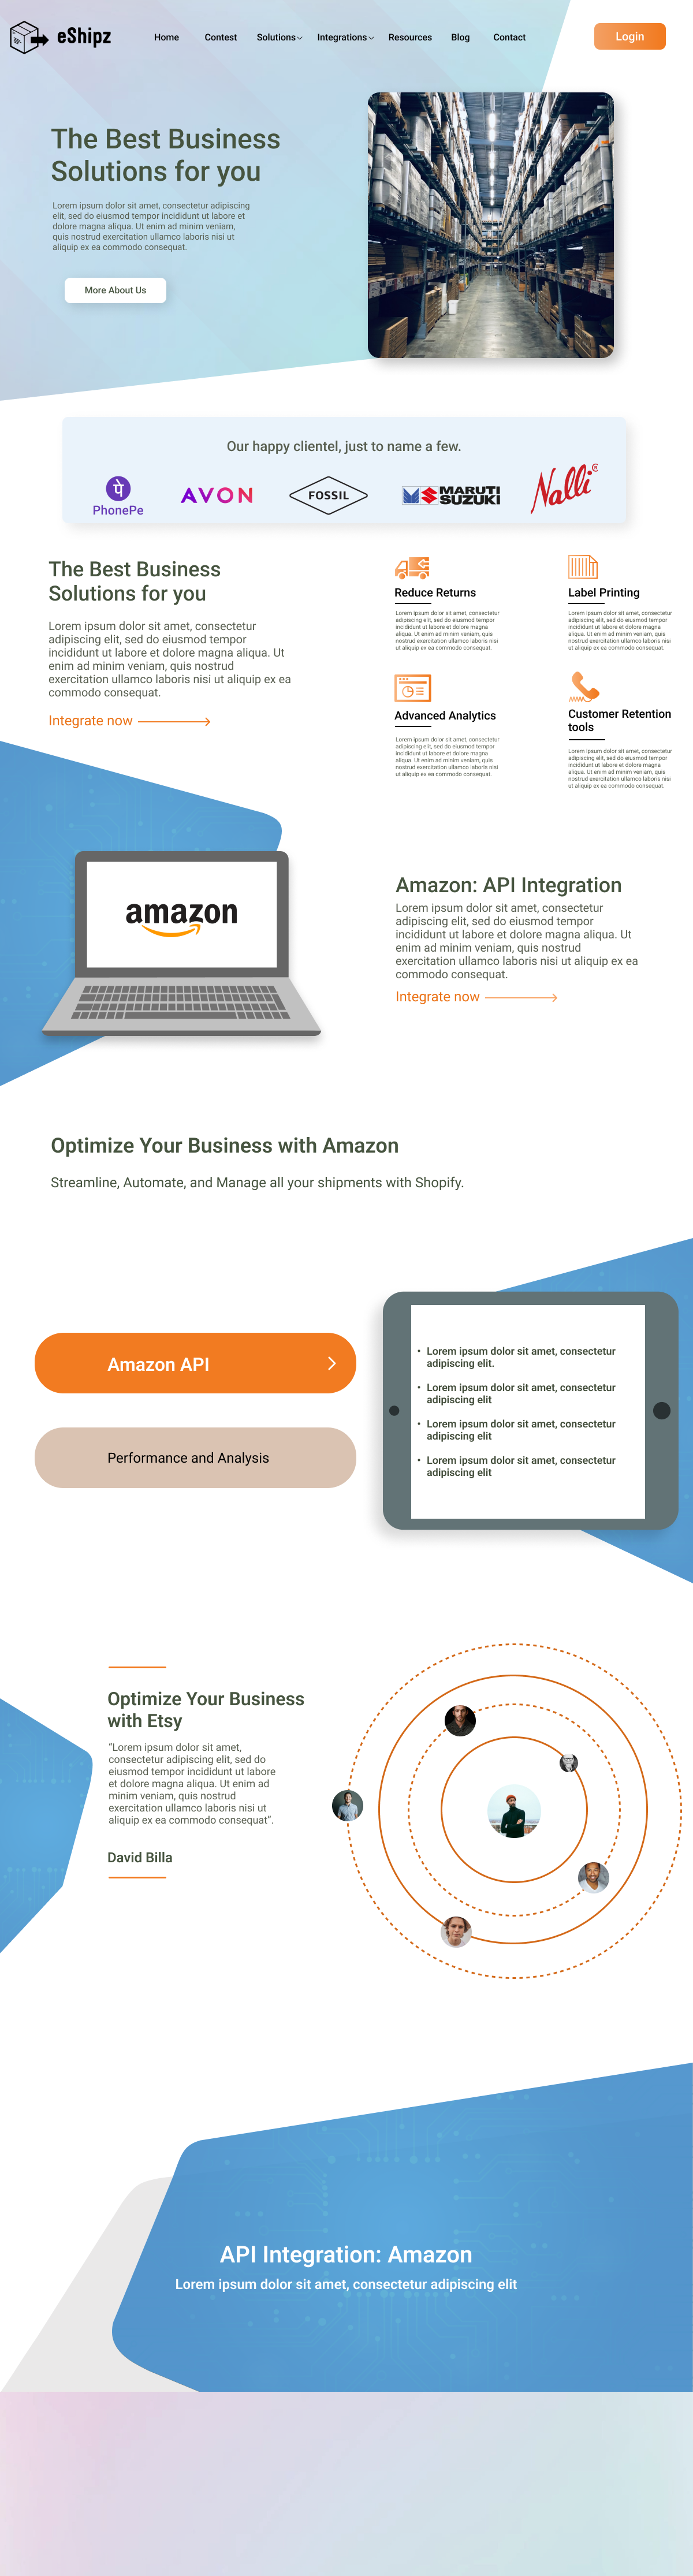 eShipz
Home Contest Solutions Integrations Resources Blog Contact
Login
The Best Business
Solutions for you
Lorem ipsum dolor sit amet, consectetur adipiscing
elit, sed do eiusmod tempor incididunt ut labore et
dolore magna aliqua. Ut enim ad minim veniam,
quis nostrud exercitation ullamco laboris nisi ut
aliquip ex ea commodo consequat.
More About Us
Our happy clientel, just to name a few.
पे
PhonePe
AVON
FOSSIL
MARUTI
SUZUKI
Nalli
The Best Business
Solutions for you
Lorem ipsum dolor sit amet, consectetur
adipiscing elit, sed do eiusmod tempor
incididunt ut labore et dolore magna aliqua. Ut
enim ad minim veniam, quis nostrud
exercitation ullamco laboris nisi ut aliquip ex ea
commodo consequat.
Integrate now
Reduce Returns
Lorem ipsum dolor sit amet, consectetur
adipiscing elit, sed do eiusmod tempor
incididunt ut labore et dolore magna
aliqua. Ut enim ad minim veniam, quis
nostrud exercitation ullamco laboris nisi
ut aliquip ex ea commodo consequat.
Label Printing
Lorem ipsum dolor sit amet, consectetur
adipiscing elit, sed do eiusmod tempor
incididunt ut labore et dolore magna
aliqua. Ut enim ad minim veniam, quis
nostrud exercitation ullamco laboris nisi
ut aliquip ex ea commodo consequat.
Advanced Analytics
Lorem ipsum dolor sit amet, consectetur
adipiscing elit, sed do eiusmod tempor
incididunt ut labore et dolore magna
aliqua. Ut enim ad minim veniam, quis
nostrud exercitation ullamco laboris nisi
ut aliquip ex ea commodo consequat.
Customer Retention
tools
Lorem ipsum dolor sit amet, consectetur
adipiscing elit, sed do eiusmod tempor
incididunt ut labore et dolore magna
aliqua. Ut enim ad minim veniam, quis
nostrud exercitation ullamco laboris nisi
ut aliquip ex ea commodo consequat.
amazon
Amazon: API Integration
Lorem ipsum dolor sit amet, consectetur
adipiscing elit, sed do eiusmod tempor
incididunt ut labore et dolore magna aliqua. Ut
enim ad minim veniam, quis nostrud
exercitation ullamco laboris nisi ut aliquip ex ea
commodo consequat.
Integrate now
Optimize Your Business with Amazon
Streamline, Automate, and Manage all your shipments with Shopify.
Amazon API
Performance and Analysis
• Lorem ipsum dolor sit amet, consectetur
adipiscing elit.
• Lorem ipsum dolor sit amet, consectetur
adipiscing elit
• Lorem ipsum dolor sit amet, consectetur
adipiscing elit
• Lorem ipsum dolor sit amet, consectetur
adipiscing elit
Optimize Your Business
with Etsy
“Lorem ipsum dolor sit amet,
consectetur adipiscing elit, sed do
eiusmod tempor incididunt ut labore
et dolore magna aliqua. Ut enim ad
minim veniam, quis nostrud
exercitation ullamco laboris nisi ut
aliquip ex ea commodo consequat”.
David Billa
API Integration: Amazon
Lorem ipsum dolor sit amet, consectetur adipiscing elit